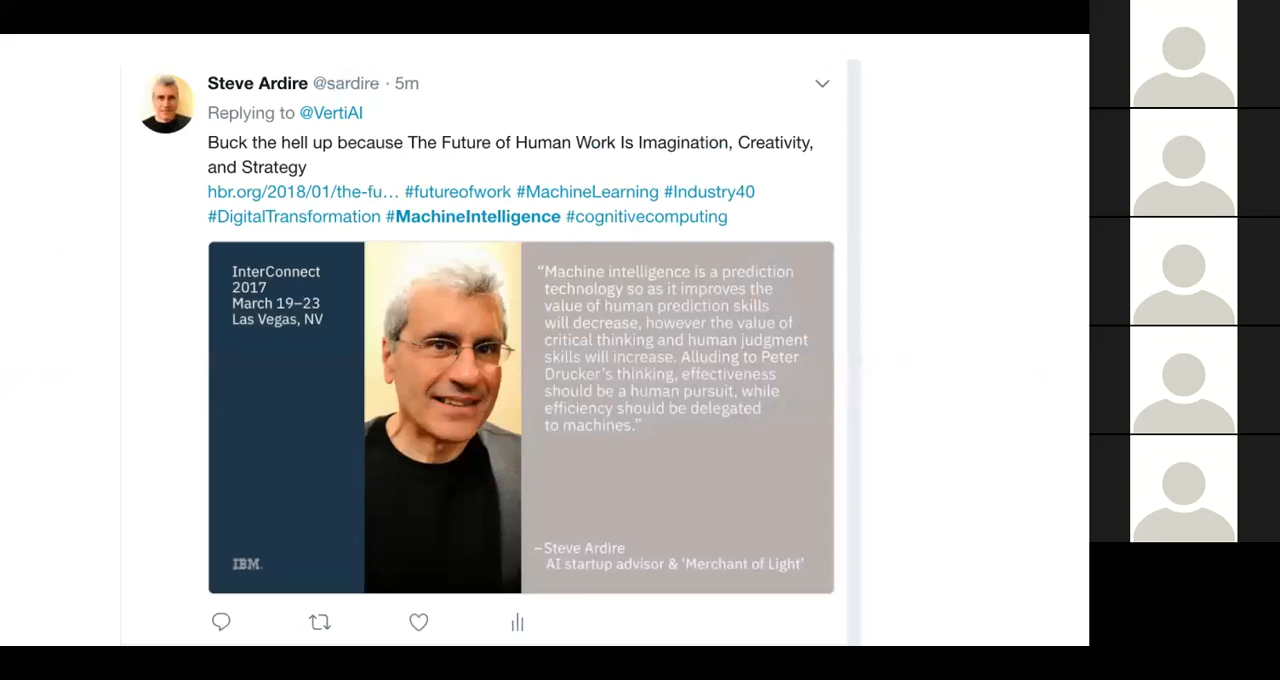 Steve Ardire @sardire · 5m
Replying to @VertiAI
Buck the hell up because The Future of Human Work Is Imagination, Creativity,
and Strategy
hbr.org/2018/01/the-fu… #futureofwork #MachineLearning #Industry40
#DigitalTransformation #MachineIntelligence #cognitivecomputing
InterConnect
2017
March 19–23
Las Vegas, NV
IBM.
“Machine intelligence is a prediction
technology so as it improves the
value of human prediction skills
will decrease, however the value of
critical thinking and human judgment
skills will increase. Alluding to Peter
Drucker’s thinking, effectiveness
should be a human pursuit, while
efficiency should be delegated
to machines.”
–Steve Ardire
AI startup advisor & ‘Merchant of Light’